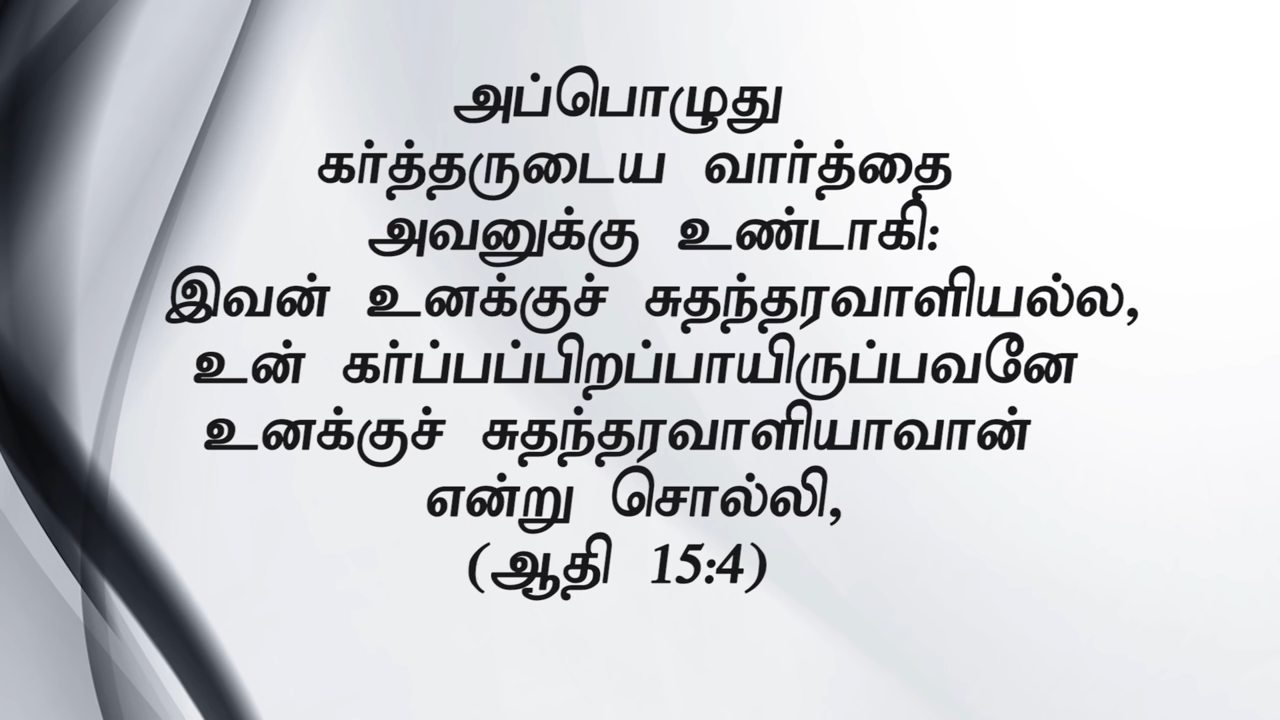 அப்பொழுது
கர்த்தருடைய வார்த்தை
அவனுக்கு உண்டாகி:
இவன் உனக்குச் சுதந்தரவாளியல்ல,
உன் கர்ப்பப்பிறப்பாயிருப்பவனே
உனக்குச் சுதந்தரவாளியாவான்
என்று சொல்லி,
(ஆதி 15:4)